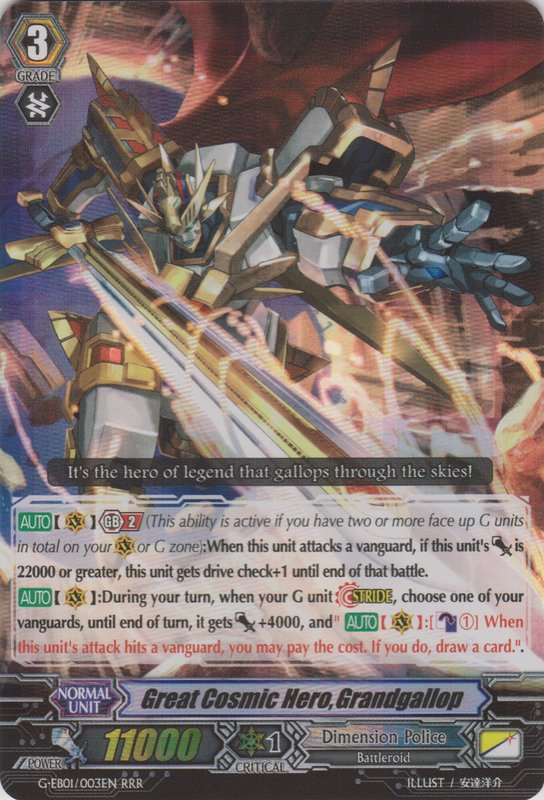 3
GRADE
It's the hero of legend that gallops through the skies!
AUTO【 】GB 2 (This ability is active if you have two or more face up G units
in total on your or G zone):When this unit attacks a vanguard, if this unit's is
22000 or greater, this unit gets drive check+1 until end of that battle.
AUTO【 】:During your turn, when your G unit STRIDE, choose one of your
vanguards, until end of turn, it gets +4000, and" AUTO【 】:[ ①] When
this unit's attack hits a vanguard, you may pay the cost. If you do, draw a card.".
NORMAL
UNIT
Great Cosmic Hero, Grandgallop
POWER
11000
1
CRITICAL
Dimension Police
Battleroid
G-EB01/003EN RRR
ILLUST / 安達洋介